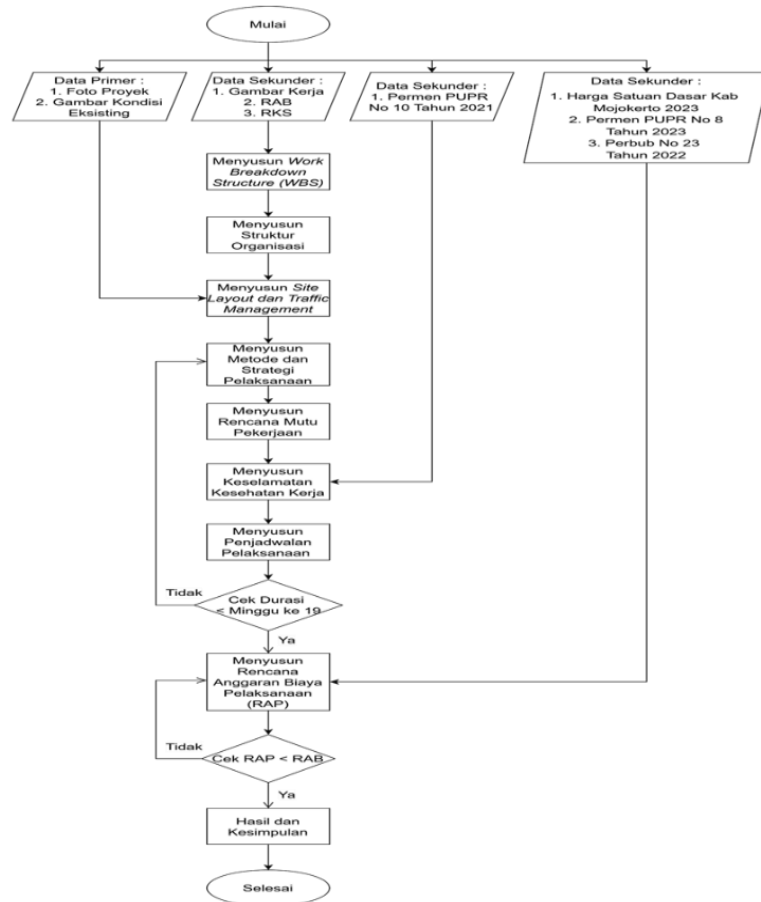 Mulai
Data Primer :
1. Foto Proyek
2. Gambar Kondisi
Eksisting
Data Sekunder :
1. Gambar Kerja
2. RAB
3. RKS
Data Sekunder :
1. Permen PUPR
No 10 Tahun 2021
Data Sekunder :
1. Harga Satuan Dasar Kab
Mojokerto 2023
2. Permen PUPR No 8
Tahun 2023
3. Perbub No 23
Tahun 2022
Menyusun Work
Breakdown
Structure (WBS)
Menyusun
Struktur
Organisasi
Menyusun Site
Layout dan Traffic
Management
Menyusun
Metode dan
Strategi
Pelaksanaan
Menyusun
Rencana Mutu
Pekerjaan
Menyusun
Keselamatan
Kesehatan Kerja
Menyusun
Penjadwalan
Pelaksanaan
Tidak
Cek Durasi
< Minggu ke 19
Ya
Menyusun
Rencana
Anggaran Biaya
Pelaksanaan
(RAP)
Tidak
Cek RAP < RAB
Ya
Hasil dan
Kesimpulan
Selesai